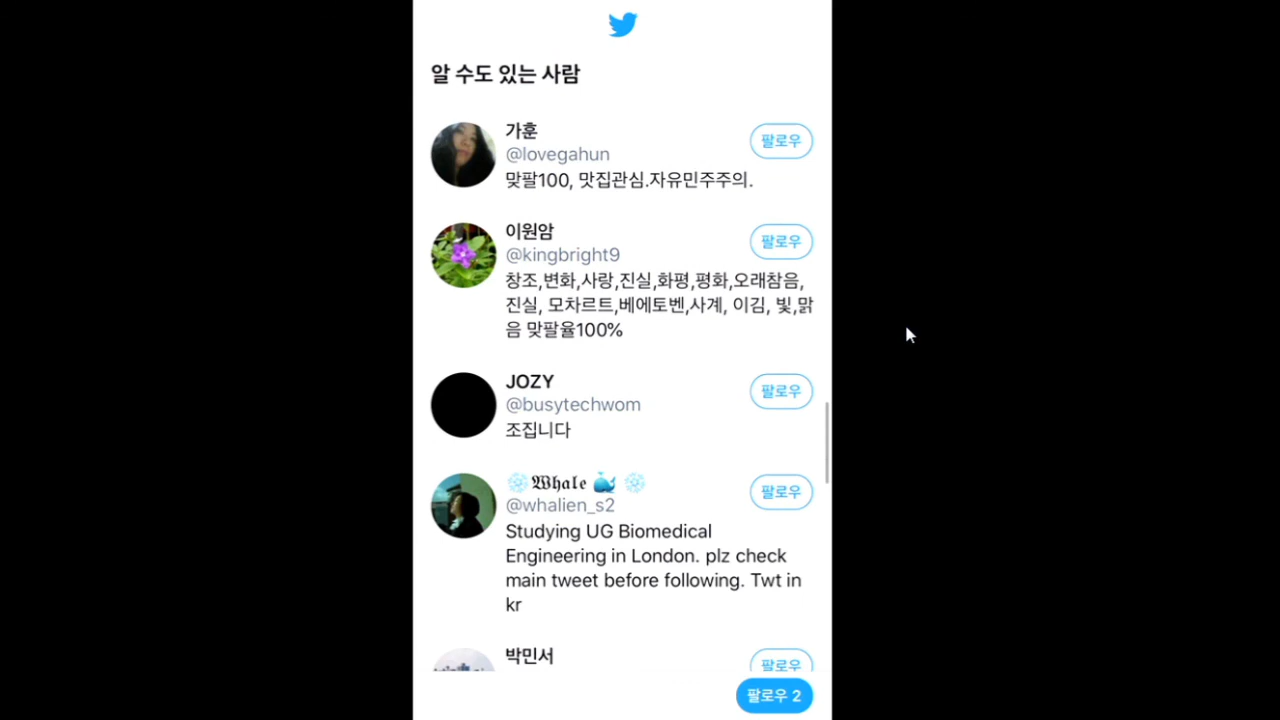 알 수도 있는 사람
가훈
팔로우
@lovegahun
맞팔100, 맛집관심.자유민주주의.
이원암
팔로우
@kingbright9
창조,변화,사랑,진실,화평,평화,오래참음,
진실, 모차르트,베에토벤,사계, 이김, 빛,맑
음 맞팔율100%
JOZY
팔로우
@busytechwom
조집니다
❄️𝖂𝖍𝖆𝖑𝖊 🐳 ❄️
팔로우
@whalien_s2
Studying UG Biomedical
Engineering in London. plz check
main tweet before following. Twt in
kr
박민서
팔로우
팔로우 2